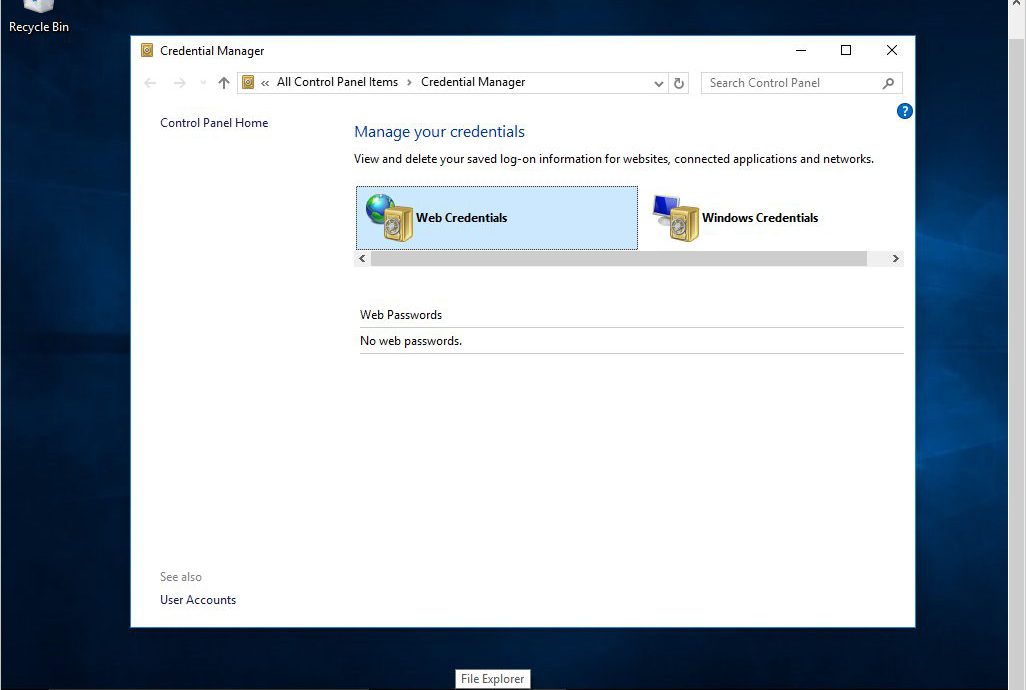 Recycle Bin
Credential Manager
« All Control Panel Items › Credential Manager
Search Control Panel
?
Control Panel Home
Manage your credentials
View and delete your saved log-on information for websites, connected applications and networks.
Web Credentials
Windows Credentials
Web Passwords
No web passwords.
See also
User Accounts
File Explorer